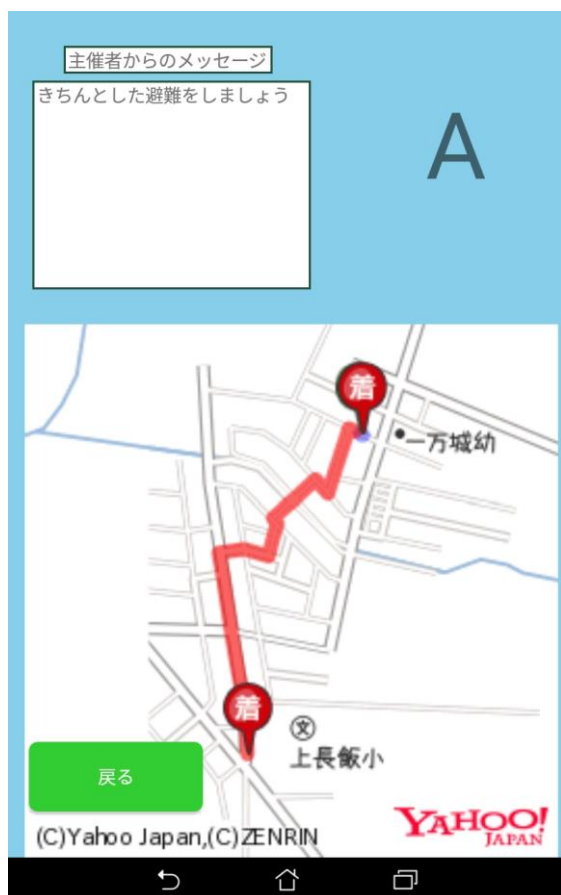 主催者からのメッセージ
きちんとした避難をしましょう
A
着
一万城幼
着
文
上長飯小
戻る
(C)Yahoo Japan,(C)ZENRIN
YAHOO!
JAPAN